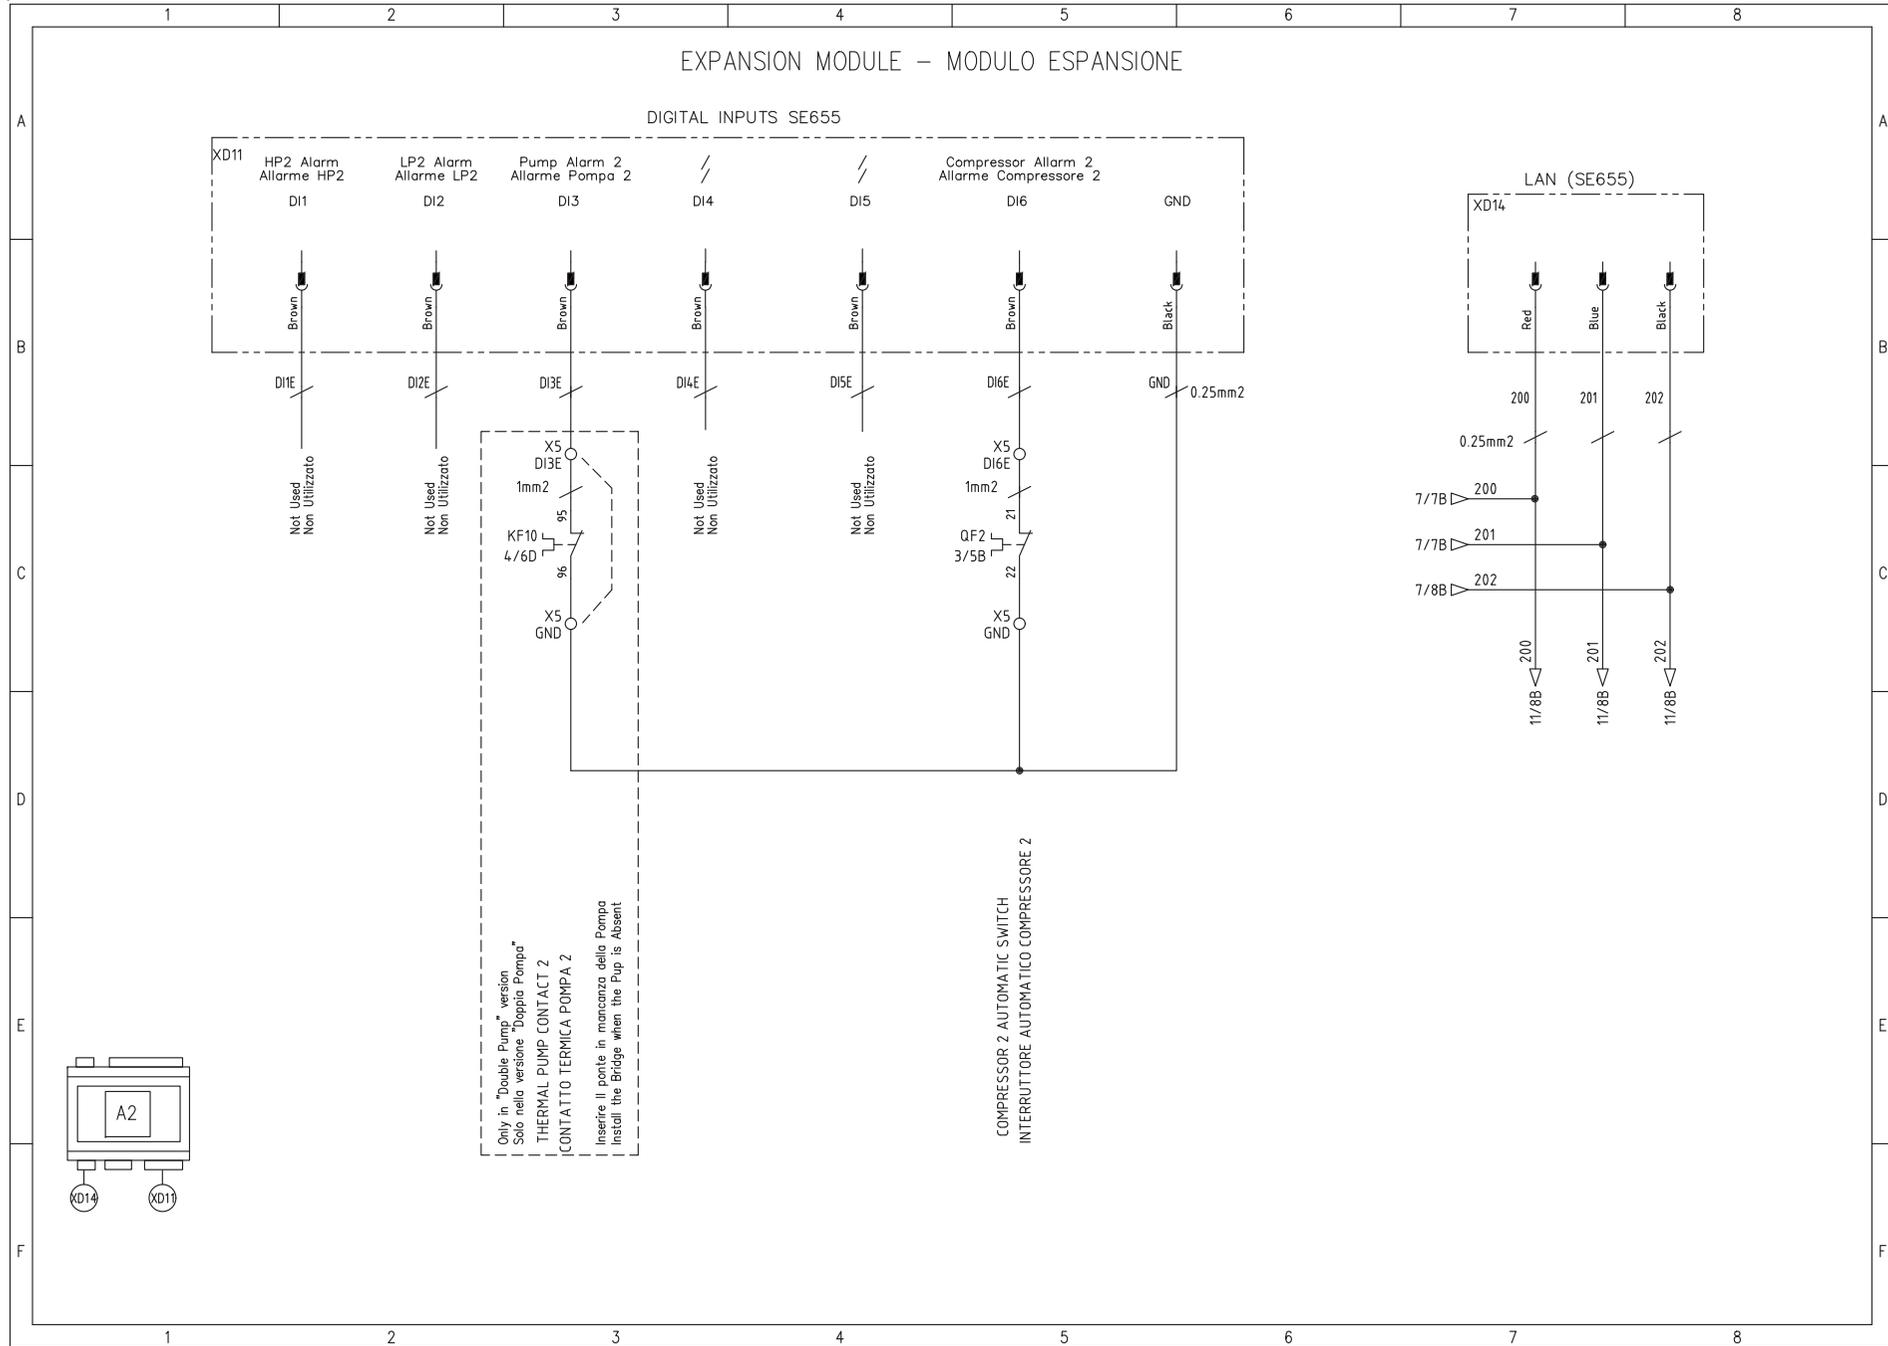 1 2 3 4 5 6 7 8
EXPANSION MODULE – MODULO ESPANSIONE
A A
DIGITAL INPUTS SE655
XD11
HP2 Alarm
Allarme HP2
DI1
LP2 Alarm
Allarme LP2
DI2
Pump Alarm 2
Allarme Pompa 2
DI3
/
/
DI4
/
/
DI5
Compressor Allarm 2
Allarme Compressore 2
DI6
GND
LAN (SE655)
XD14
Brown
Brown
Brown
Brown
Brown
Brown
Black
Red
Blue
Black
B B
DI1E
DI2E
DI3E
DI4E
DI5E
DI6E
GND
0.25mm2
200
201
202
0.25mm2
Not Used
Non Utilizzato
Not Used
Non Utilizzato
X5
DI3E
1mm2
95
KF10
4/6D
96
X5
GND
Not Used
Non Utilizzato
Not Used
Non Utilizzato
X5
DI6E
1mm2
21
QF2
3/5B
22
X5
GND
7/7B 200
7/7B 201
7/8B 202
C C
200
201
202
11/8B
11/8B
11/8B
D D
Only in "Double Pump" version
Solo nella versione "Doppia Pompa"
THERMAL PUMP CONTACT 2
CONTATTO TERMICA POMPA 2
Inserire Il ponte in mancanza della Pompa
Install the Bridge when the Pup is Absent
COMPRESSOR 2 AUTOMATIC SWITCH
INTERRUTTORE AUTOMATICO COMPRESSORE 2
E E
A2
XD14
XD11
F F
1 2 3 4 5 6 7 8